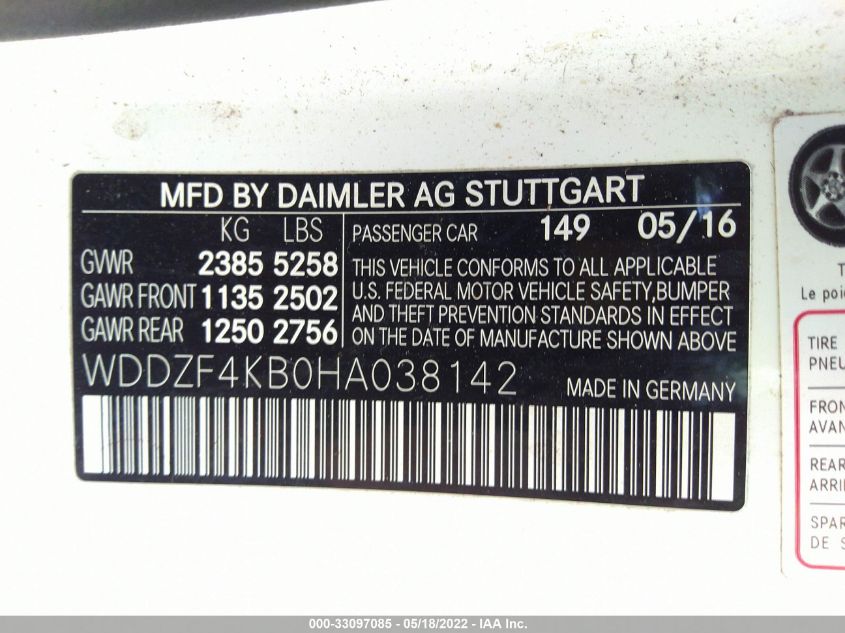 MFD BY DAIMLER AG STUTTGART
KG LBS
GVWR 2385 5258
GAWR FRONT 1135 2502
GAWR REAR 1250 2756
PASSENGER CAR 149 05/16
THIS VEHICLE CONFORMS TO ALL APPLICABLE
U.S. FEDERAL MOTOR VEHICLE SAFETY,BUMPER
AND THEFT PREVENTION STANDARDS IN EFFECT
ON THE DATE OF MANUFACTURE SHOWN ABOVE
WDDZF4KB0HA038142 MADE IN GERMANY
Le
TIRE
PNEU
FRON
AVAN
REAR
ARRI
SPAR
DE
000-33097085 - 05/18/2022 - IAA Inc.